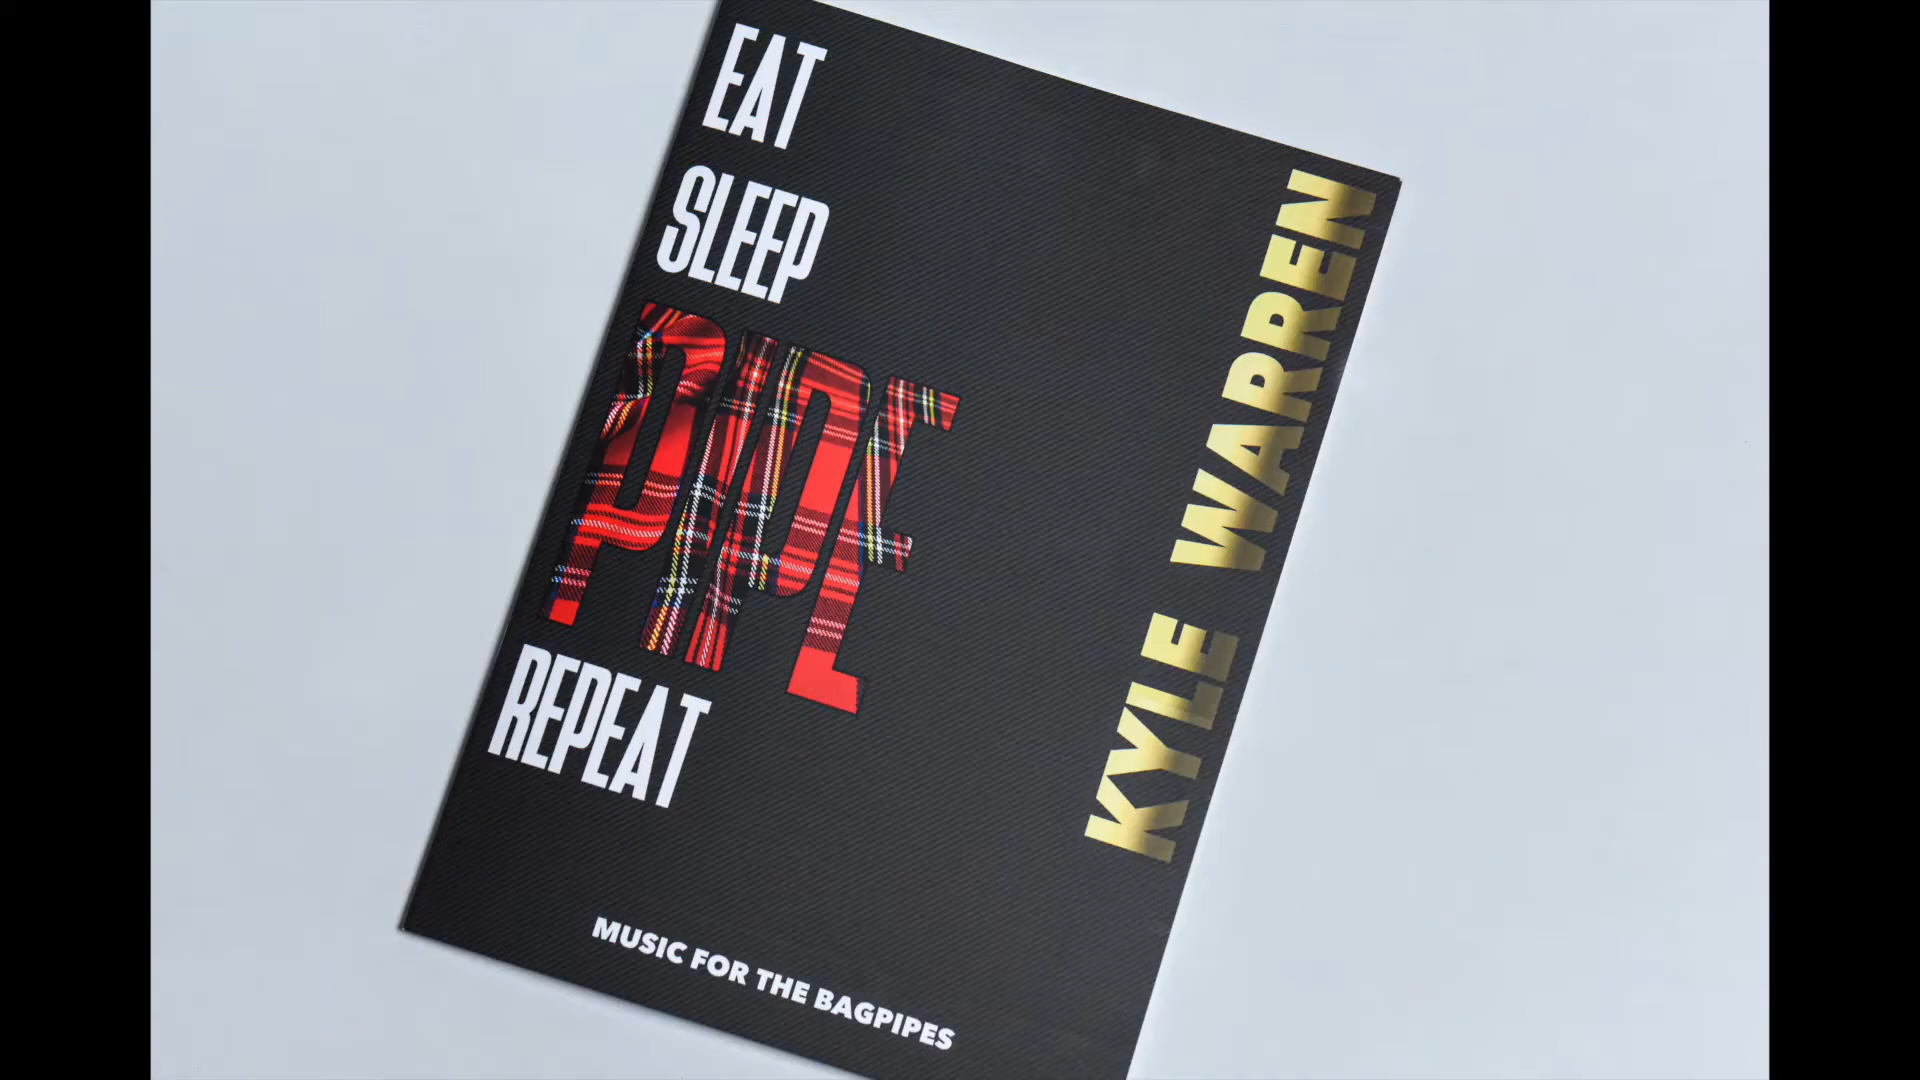 EAT
SLEEP
PIPE
REPEAT
KYLE WARREN
MUSIC FOR THE BAGPIPES